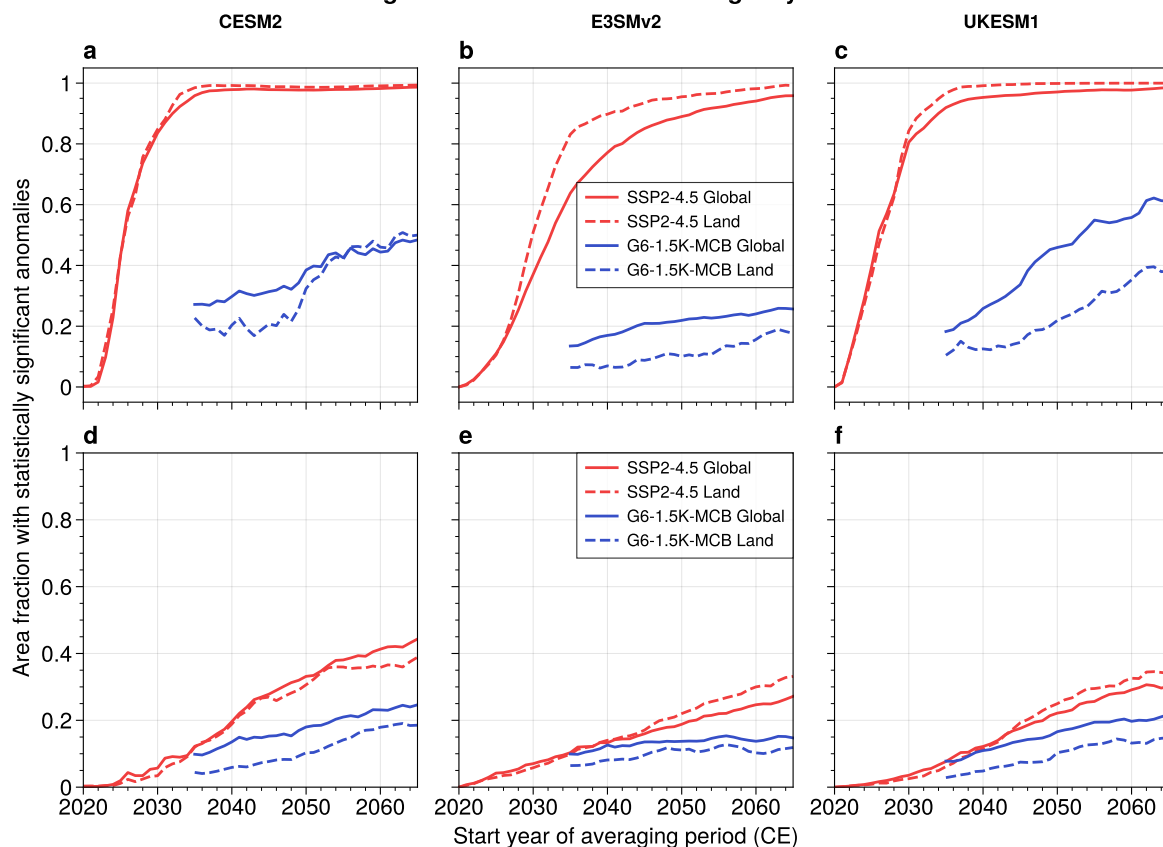 CESM2
E3SMv2
UKESM1
a
b
c
1
0.8
0.6
0.4
0.2
0
SSP2-4.5 Global
SSP2-4.5 Land
G6-1.5K-MCB Global
G6-1.5K-MCB Land
Area fraction with statistically significant anomalies
d
e
f
1
0.8
0.6
0.4
0.2
0
SSP2-4.5 Global
SSP2-4.5 Land
G6-1.5K-MCB Global
G6-1.5K-MCB Land
2020 2030 2040 2050 2060
2020 2030 2040 2050 2060
2020 2030 2040 2050 2060
Start year of averaging period (CE)